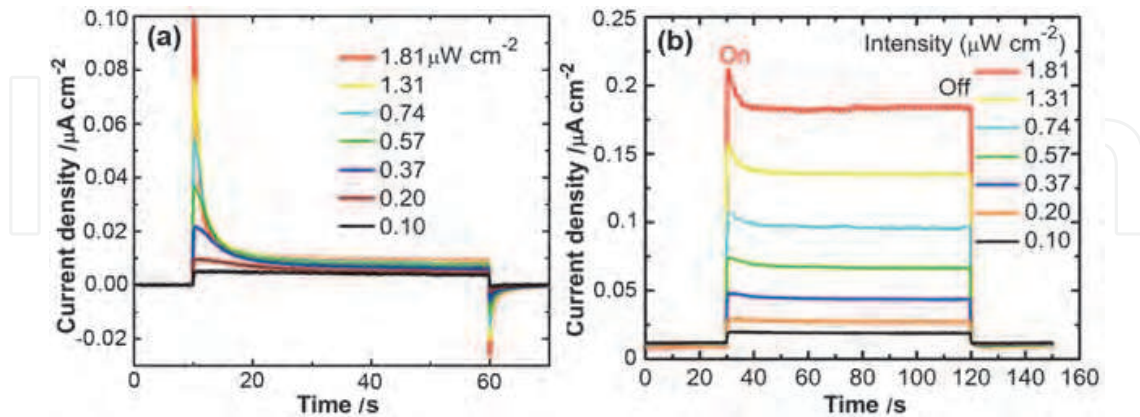 (a)
1.81μW cm-2
1.31
0.74
0.57
0.37
0.20
0.10
0.10
0.08
0.06
0.04
0.02
0.00
-0.02
Current density /μA cm-2
0 20 40 60
Time /s
(b)
On
Off
Intensity (μW cm-2)
1.81
1.31
0.74
0.57
0.37
0.20
0.10
0.25
0.20
0.15
0.1
0.05
0
Current density /μA cm-2
0 20 40 60 80 100 120 140 160
Time /s